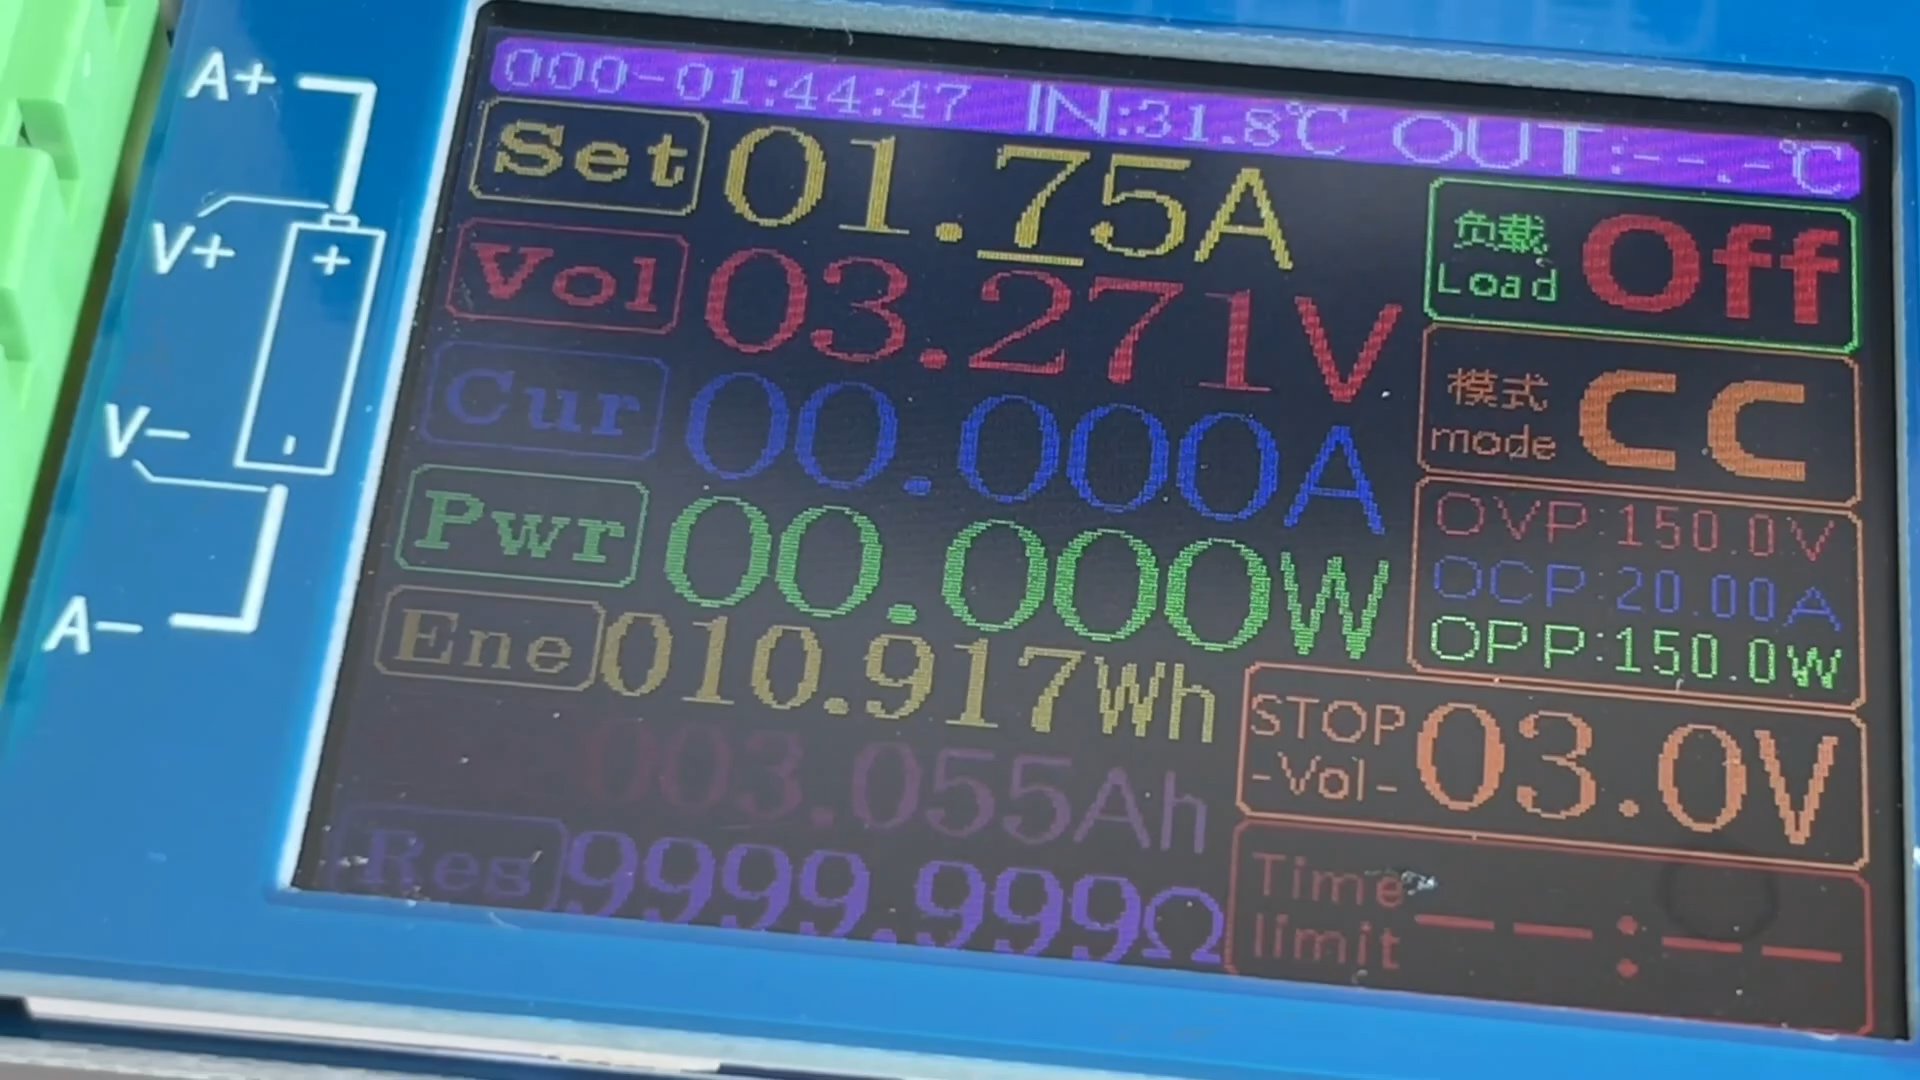 A+
V+
+
V-
-
A-
000-01:44:47 IN:31.8℃ OUT:--.-℃
Set 01.75A
Vol 03.271V
Cur 00.000A
Pwr 00.000W
Ene 010.917Wh
003.055Ah
Res 9999.999Ω
负载
Load Off
模式
mode CC
OVP:150.0V
OCP:20.00A
OPP:150.0W
STOP
-Vol- 03.0V
Time
limit --:--